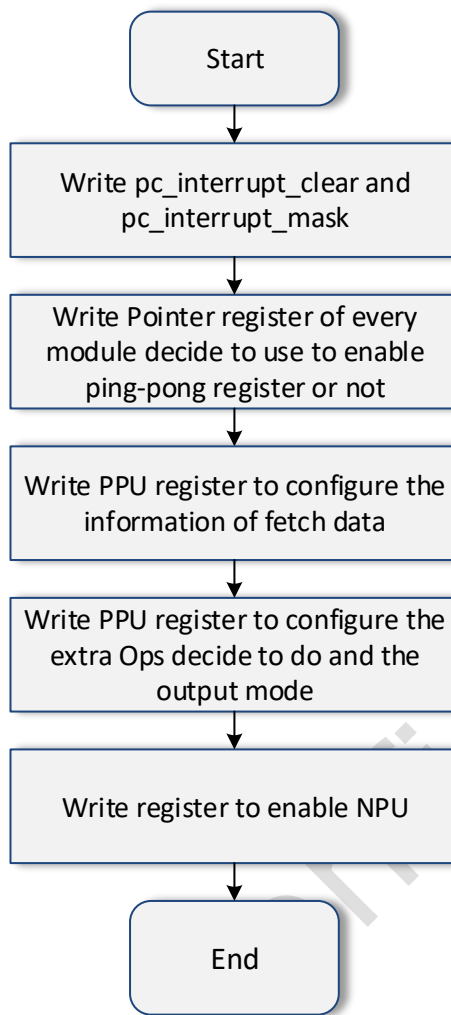 Start
Write pc_interrupt_clear and
pc_interrupt_mask
Write Pointer register of every
module decide to use to enable
ping-pong register or not
Write PPU register to configure the
information of fetch data
Write PPU register to configure the
extra Ops decide to do and the
output mode
Write register to enable NPU
End